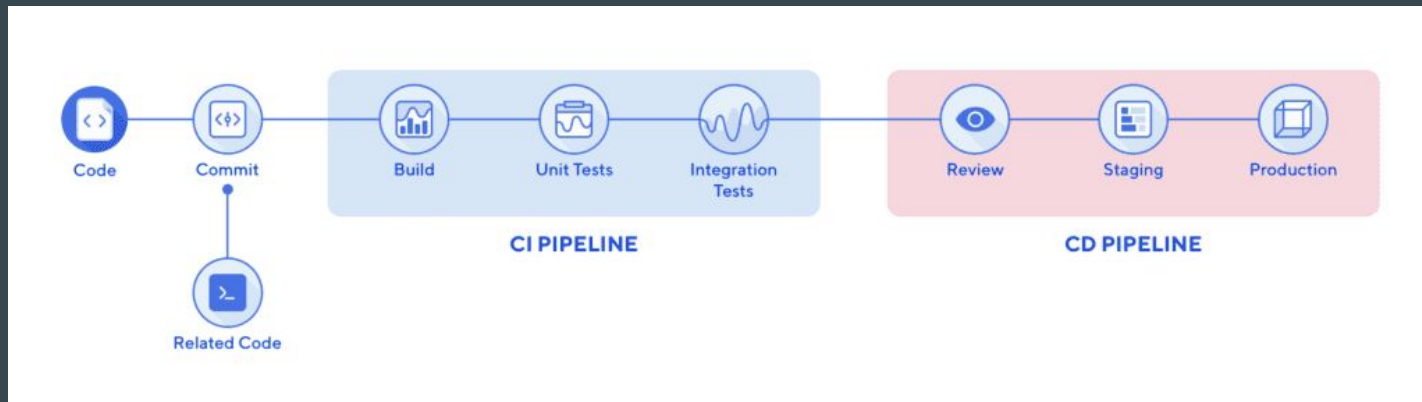 Code
Commit
Build
Unit Tests
Integration
Tests
Review
Staging
Production
CI PIPELINE
CD PIPELINE
Related Code